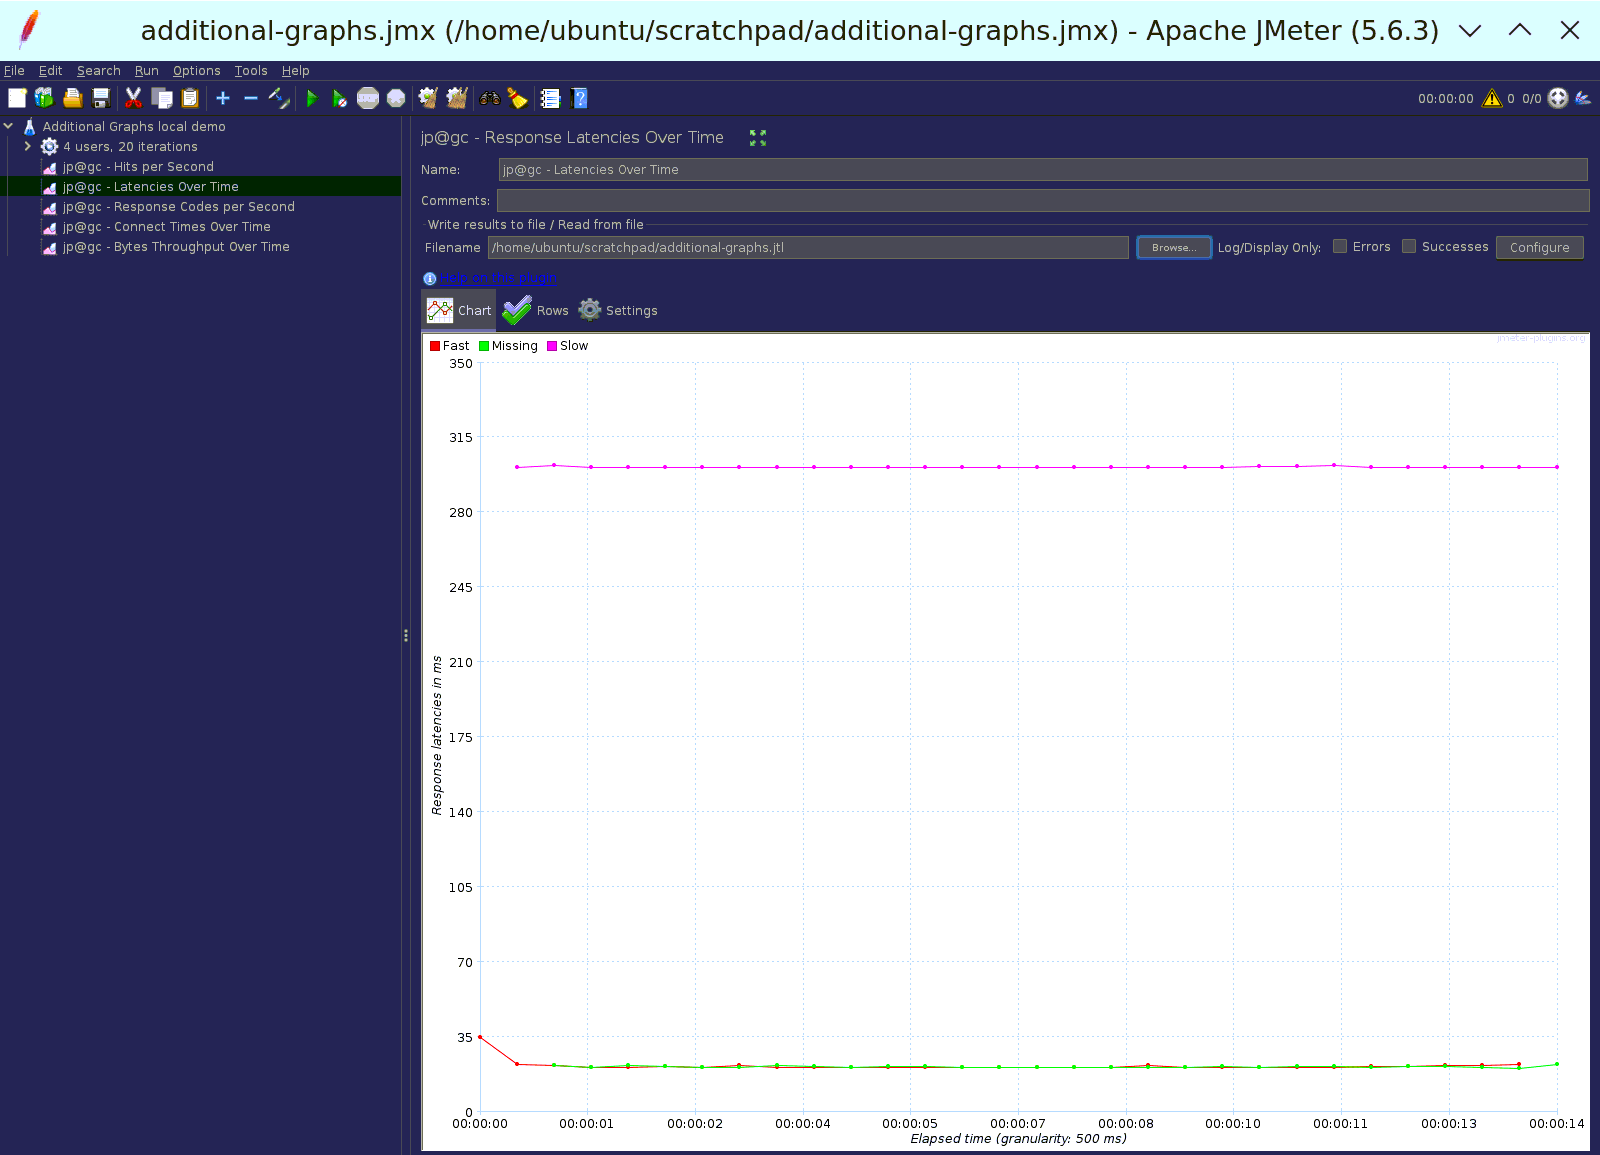 additional-graphs.jmx (/home/ubuntu/scratchpad/additional-graphs.jmx) - Apache JMeter (5.6.3)
File Edit Search Run Options Tools Help
00:00:00 0 0/0
Additional Graphs local demo
4 users, 20 iterations
jp@gc - Hits per Second
jp@gc - Latencies Over Time
jp@gc - Response Codes per Second
jp@gc - Connect Times Over Time
jp@gc - Bytes Throughput Over Time
jp@gc - Response Latencies Over Time
Name: jp@gc - Latencies Over Time
Comments:
Write results to file / Read from file
Filename /home/ubuntu/scratchpad/additional-graphs.jtl Browse... Log/Display Only: Errors Successes Configure
Help on this plugin
Chart Rows Settings
jmeter-plugins.org
Fast Missing Slow
350
315
280
245
210
175
140
105
70
35
0
Response latencies in ms
00:00:00 00:00:01 00:00:02 00:00:04 00:00:05 00:00:07 00:00:08 00:00:10 00:00:11 00:00:13 00:00:14
Elapsed time (granularity: 500 ms)